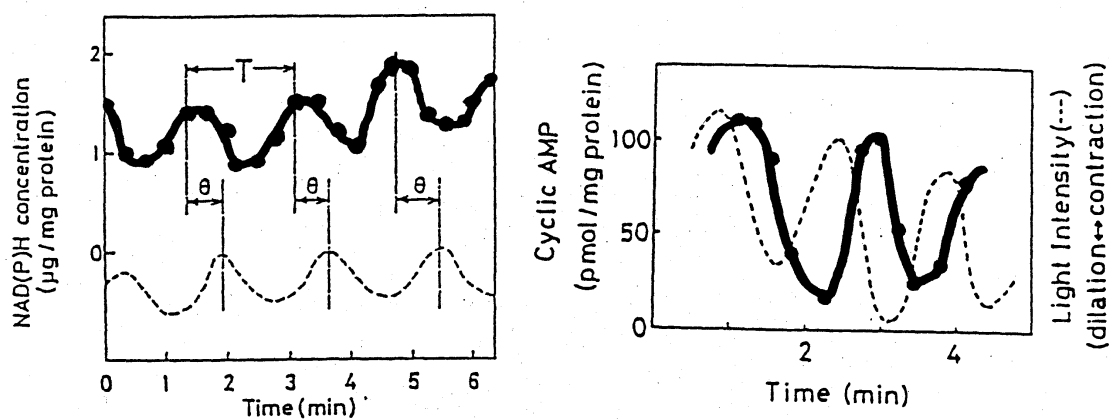 NAD(P)H concentration
(µg/mg protein)
2
1
0
T
θ
θ
θ
0 1 2 3 4 5 6
Time(min)
Cyclic AMP
(pmol/mg protein)
100
50
0
2 4
Time (min)
Light Intensity(---)
(dilation↔contraction)